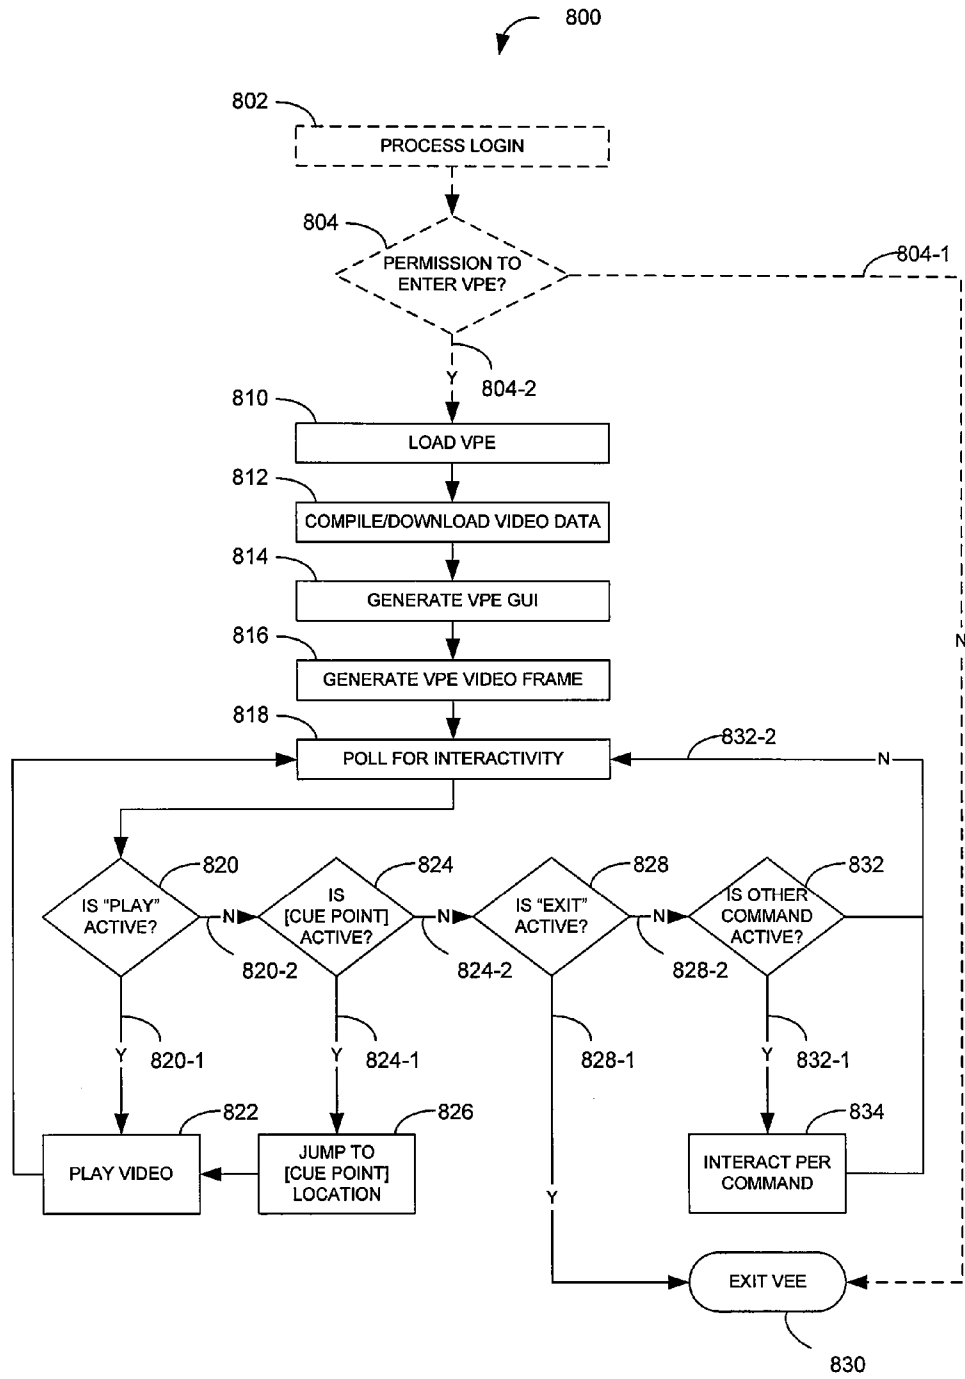 800
802
PROCESS LOGIN
804
PERMISSION TO
ENTER VPE?
804-1
Y
804-2
810
LOAD VPE
812
COMPILE/DOWNLOAD VIDEO DATA
814
GENERATE VPE GUI
816
GENERATE VPE VIDEO FRAME
N
818
POLL FOR INTERACTIVITY
832-2
N
820
IS "PLAY"
ACTIVE?
N
820-2
824
IS
[CUE POINT]
ACTIVE?
N
824-2
828
IS "EXIT"
ACTIVE?
N
828-2
832
IS OTHER
COMMAND
ACTIVE?
Y
820-1
Y
824-1
828-1
Y
832-1
822
PLAY VIDEO
826
JUMP TO
[CUE POINT]
LOCATION
834
INTERACT PER
COMMAND
Y
EXIT VEE
830